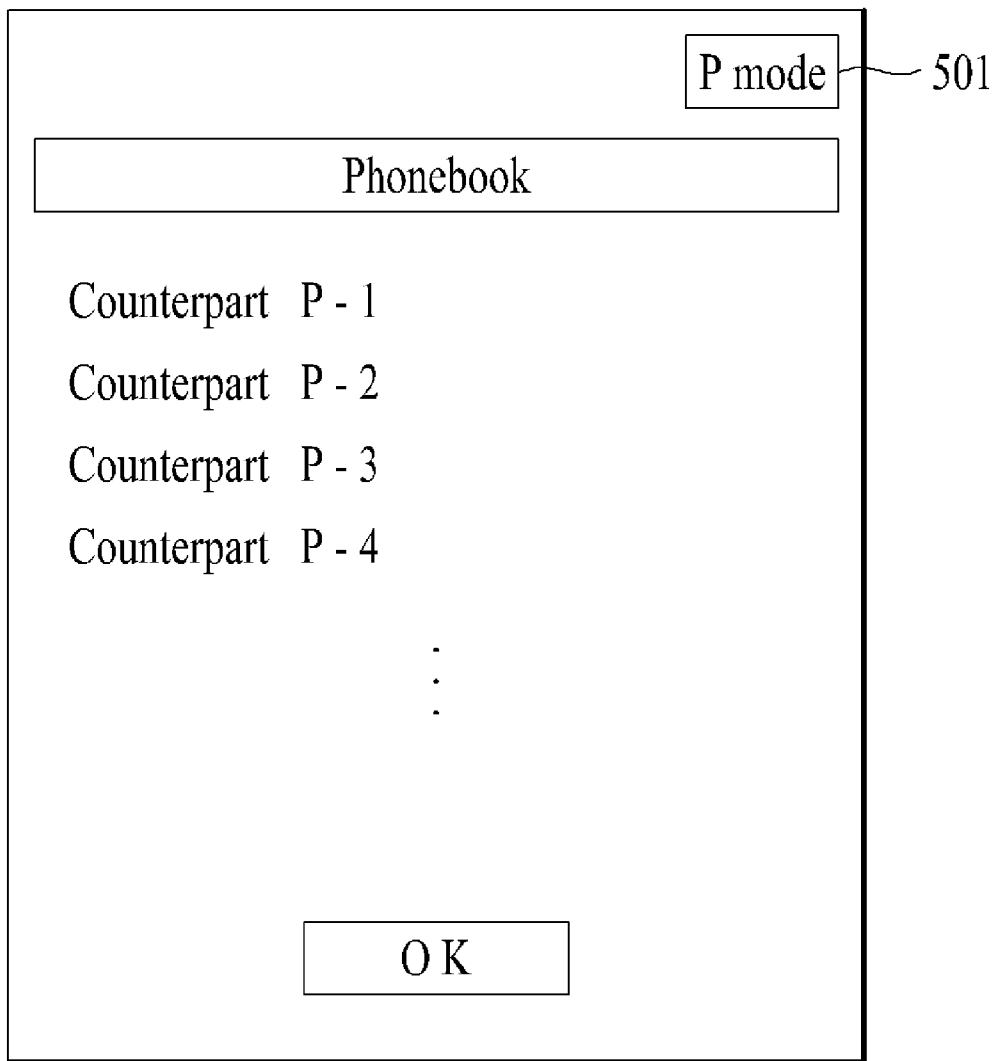 P mode 501
Phonebook
Counterpart P - 1
Counterpart P - 2
Counterpart P - 3
Counterpart P - 4
O K